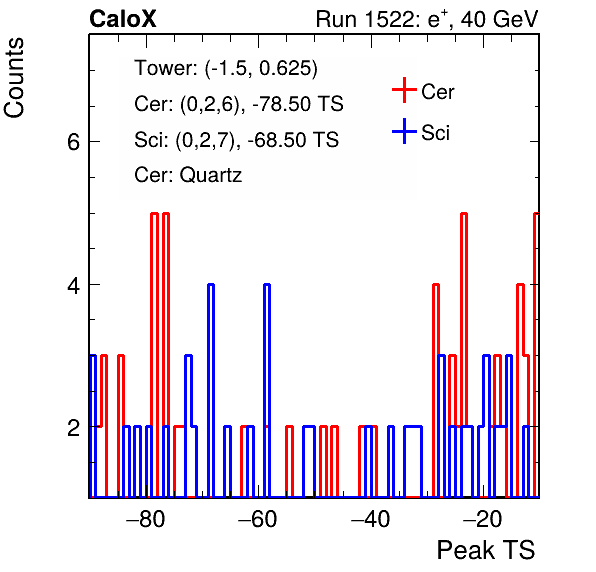 CaloX Run 1522: e⁺, 40 GeV
Counts
Tower: (-1.5, 0.625)
Cer: (0,2,6), -78.50 TS
Sci: (0,2,7), -68.50 TS
Cer: Quartz
Cer
Sci
6
4
2
−80 −60 −40 −20
Peak TS